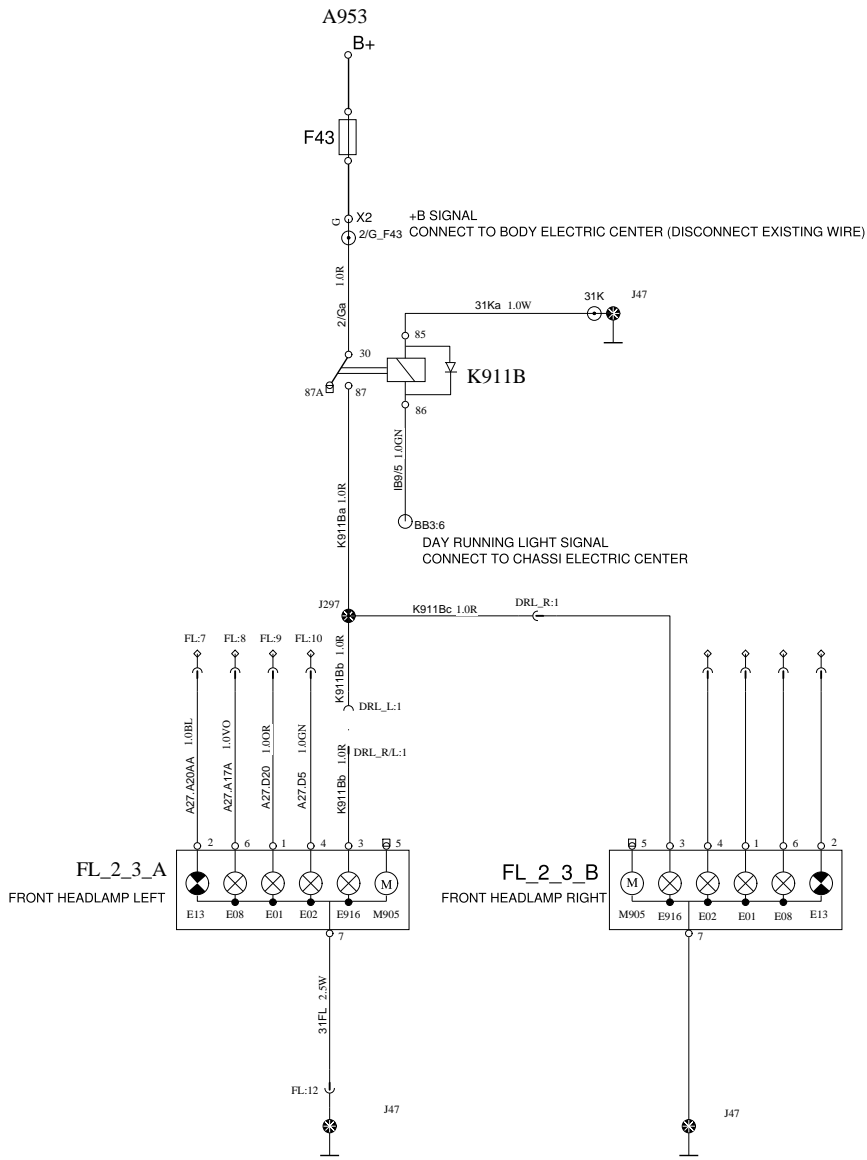 A953
B+
F43
G
X2
2/G_F43
+B SIGNAL
CONNECT TO BODY ELECTRIC CENTER (DISCONNECT EXISTING WIRE)
2/Ga 1.0R
31Ka 1.0W
31K
J47
85
30
K911B
87A
87
86
IB9/5 1.0GN
K911Ba 1.0R
BB3:6
DAY RUNNING LIGHT SIGNAL
CONNECT TO CHASSI ELECTRIC CENTER
J297
K911Bc 1.0R
DRL_R:1
FL:7
FL:8
FL:9
FL:10
K911Bb 1.0R
DRL_L:1
DRL_R/L:1
A27.A20AA 1.0BL
A27.A17A 1.0VO
A27.D20 1.0OR
A27.D5 1.0GN
K911Bb 1.0R
2
6
1
4
3
5
5
3
4
1
6
2
FL_2_3_A
FRONT HEADLAMP LEFT
M
E13
E08
E01
E02
E916
M905
7
FL_2_3_B
FRONT HEADLAMP RIGHT
M
M905
E916
E02
E01
E08
E13
7
31FL 2.5W
FL:12
J47
J47